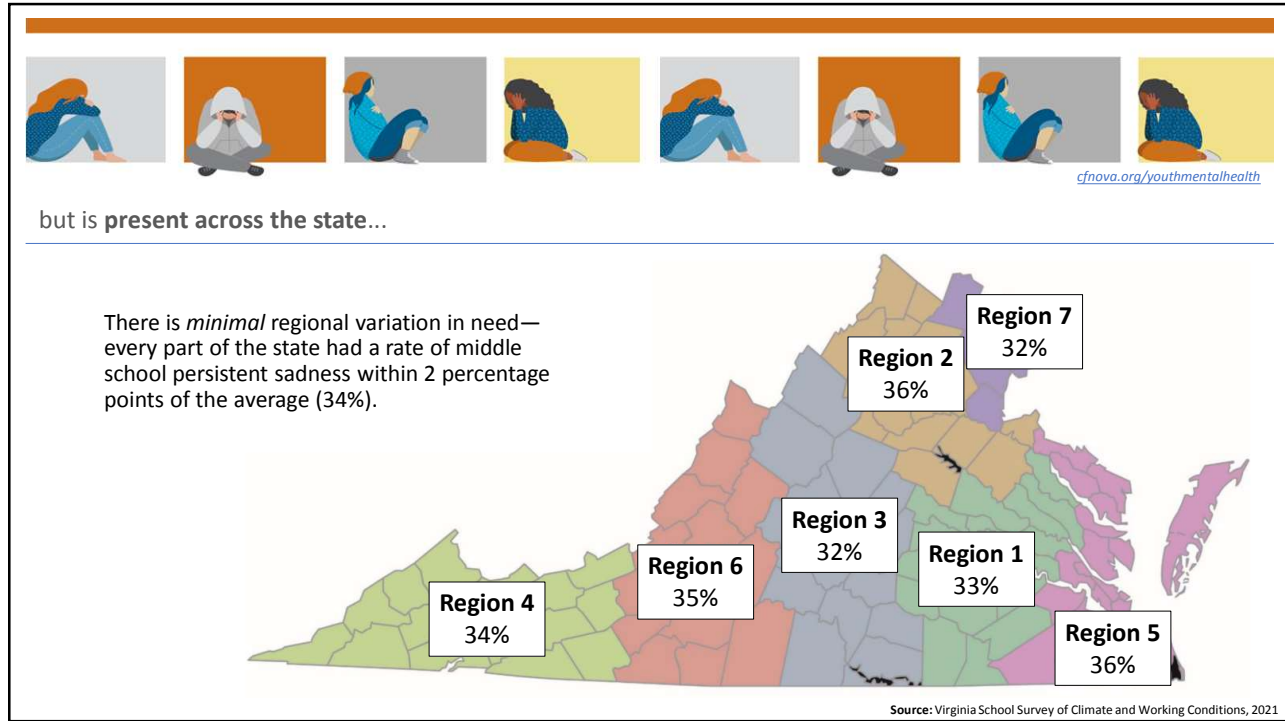 cfnova.org/youthmentalhealth
but is present across the state...
There is minimal regional variation in need—
every part of the state had a rate of middle
school persistent sadness within 2 percentage
points of the average (34%).
Region 7
32%
Region 2
36%
Region 3
32%
Region 1
33%
Region 6
35%
Region 4
34%
Region 5
36%
Source: Virginia School Survey of Climate and Working Conditions, 2021